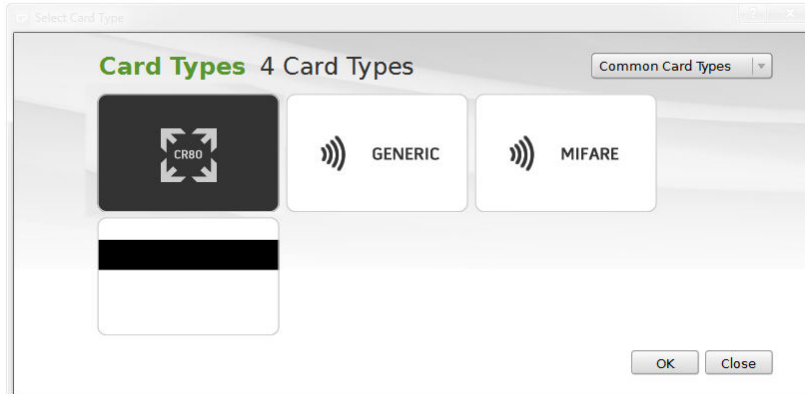 Select Card Type
Card Types 4 Card Types
Common Card Types
CR80
GENERIC
MIFARE
OK
Close